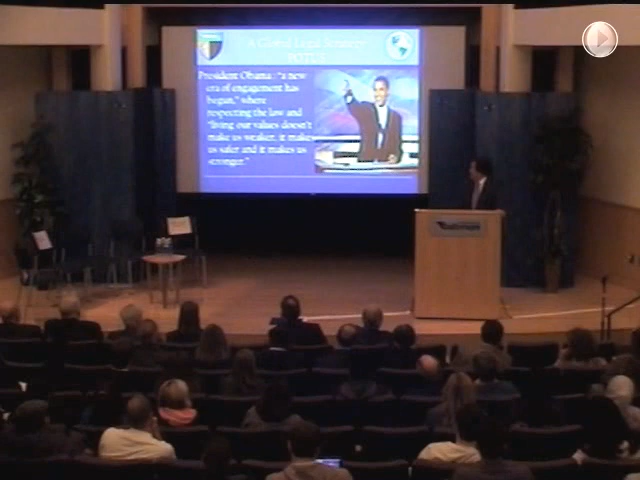 A Global Legal Strategy
POTUS
President Obama: "a new
era of engagement has
begun," where
respecting the law and
"living our values doesn't
make us weaker, it makes
us safer and it makes us
stronger."